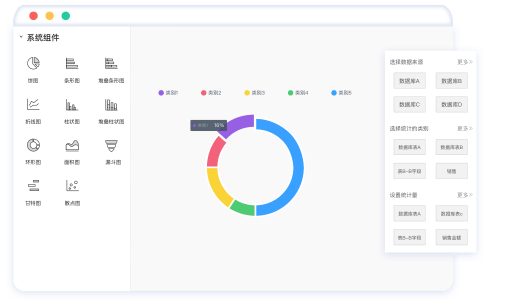 系统组件
饼图 条形图 堆叠条形图
折线图 柱状图 堆叠柱状图
环形图 面积图 漏斗图
甘特图 散点图
类别1 类别2 类别3 类别4 类别5
16%
选择数据来源 更多>
数据库A 数据库B
数据库C 数据库D
选择统计的类别 更多>
数据库表A 数据库表B
表B-B字段 销售
设置统计量 更多>
数据库表A 数据库表c
表B-B字段 销售金额